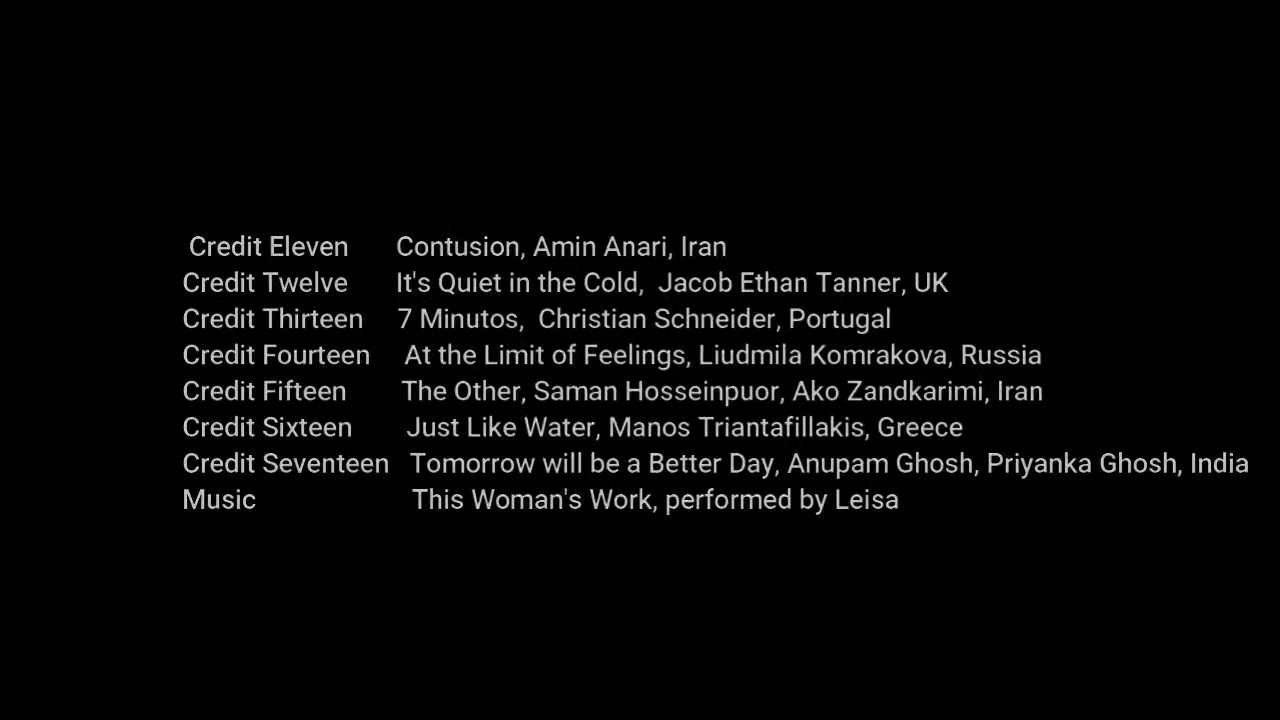 Credit Eleven Contusion, Amin Anari, Iran
Credit Twelve It's Quiet in the Cold, Jacob Ethan Tanner, UK
Credit Thirteen 7 Minutos, Christian Schneider, Portugal
Credit Fourteen At the Limit of Feelings, Liudmila Komrakova, Russia
Credit Fifteen The Other, Saman Hosseinpuor, Ako Zandkarimi, Iran
Credit Sixteen Just Like Water, Manos Triantafillakis, Greece
Credit Seventeen Tomorrow will be a Better Day, Anupam Ghosh, Priyanka Ghosh, India
Music This Woman's Work, performed by Leisa